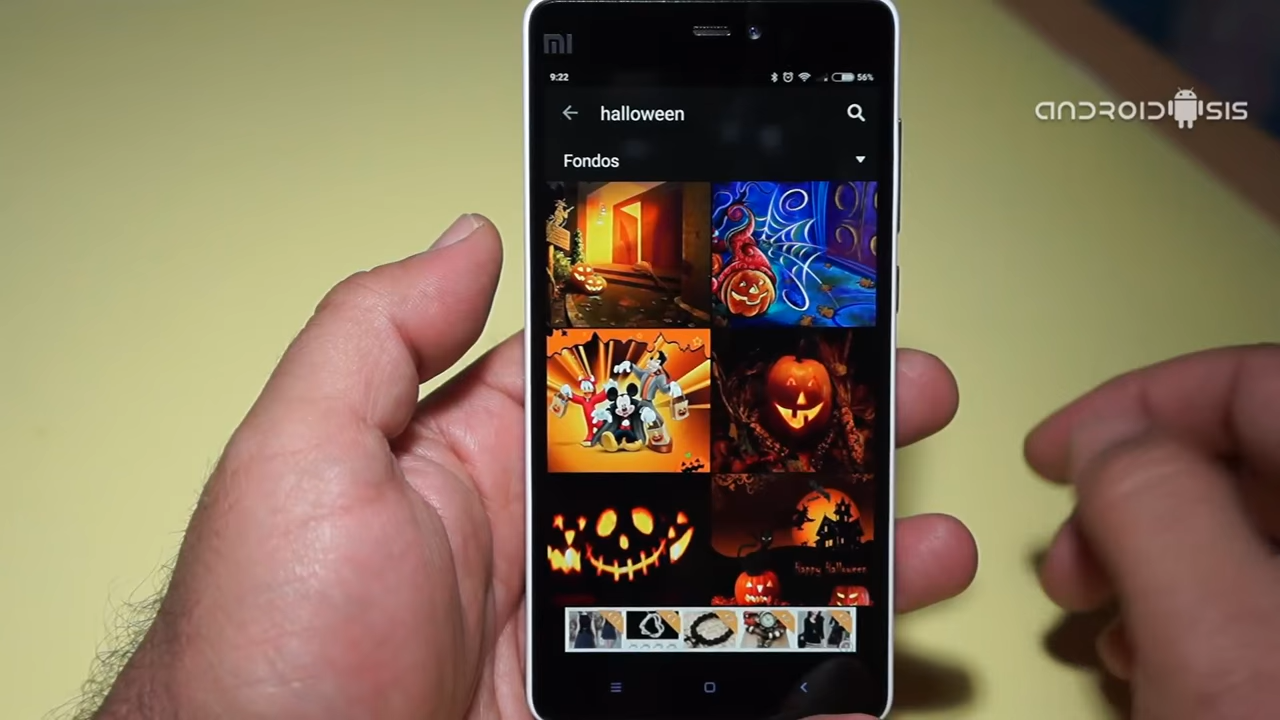 mi
9:22
56%
halloween
Fondos
Happy Halloween
ANDROIDSIS